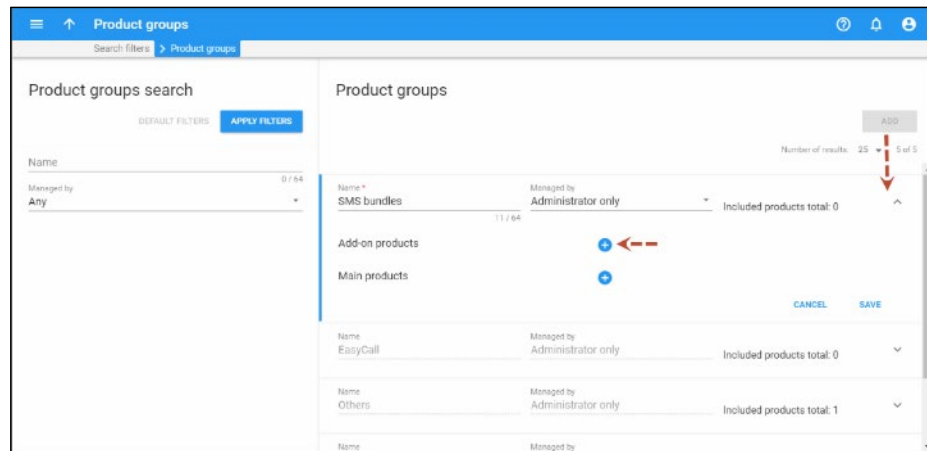 Product groups
Search filters > Product groups
Product groups search
DEFAULT FILTERS APPLY FILTERS
Name
0 / 64
Managed by
Any
Product groups
ADD
Number of results: 25 5 of 5
Name * Managed by
SMS bundles Administrator only Included products total: 0
11 / 64
Add-on products
Main products
CANCEL SAVE
Name Managed by
EasyCall Administrator only Included products total: 0
Name Managed by
Others Administrator only Included products total: 1
Name Managed by